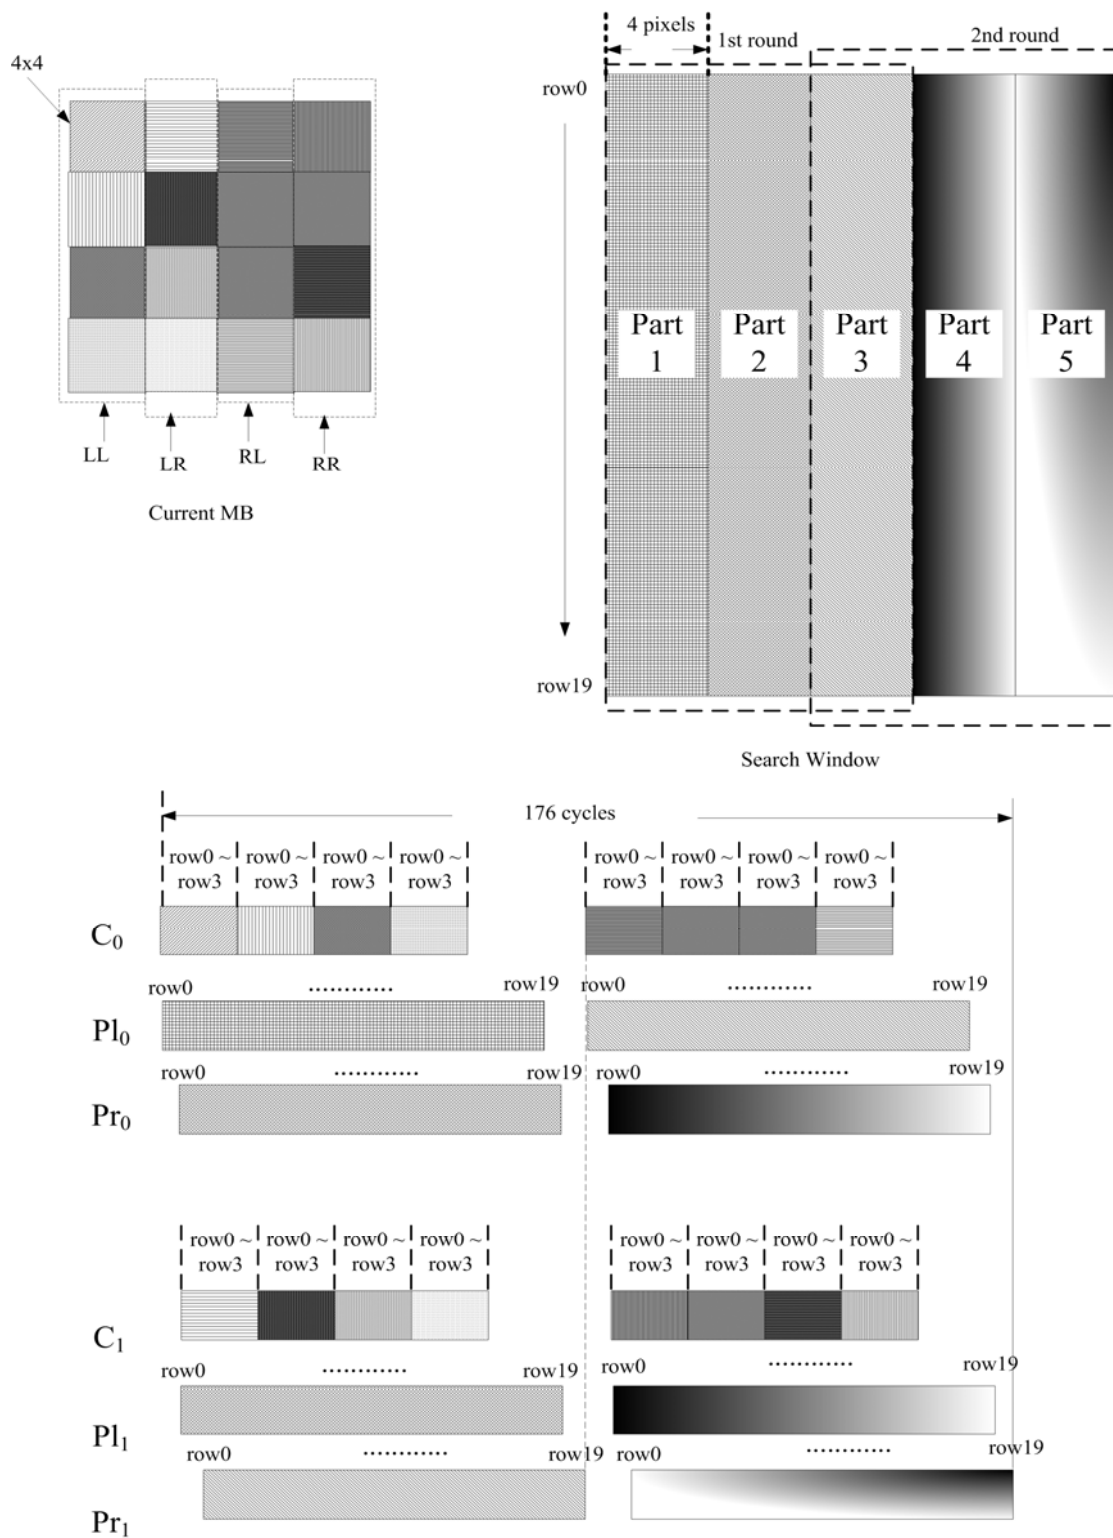 4x4
LL
LR
RL
RR
Current MB
4 pixels
1st round
2nd round
row0
row19
Part
1
Part
2
Part
3
Part
4
Part
5
Search Window
176 cycles
row0 ~
row3
row0 ~
row3
row0 ~
row3
row0 ~
row3
row0 ~
row3
row0 ~
row3
row0 ~
row3
row0 ~
row3
C0
row0 ............ row19
row0 ............ row19
Pl0
row0 ............ row19
row0 ............ row19
Pr0
row0 ~
row3
row0 ~
row3
row0 ~
row3
row0 ~
row3
row0 ~
row3
row0 ~
row3
row0 ~
row3
row0 ~
row3
C1
row0 ............ row19
row0 ............ row19
Pl1
row0 ............ row19
row0 ............ row19
Pr1